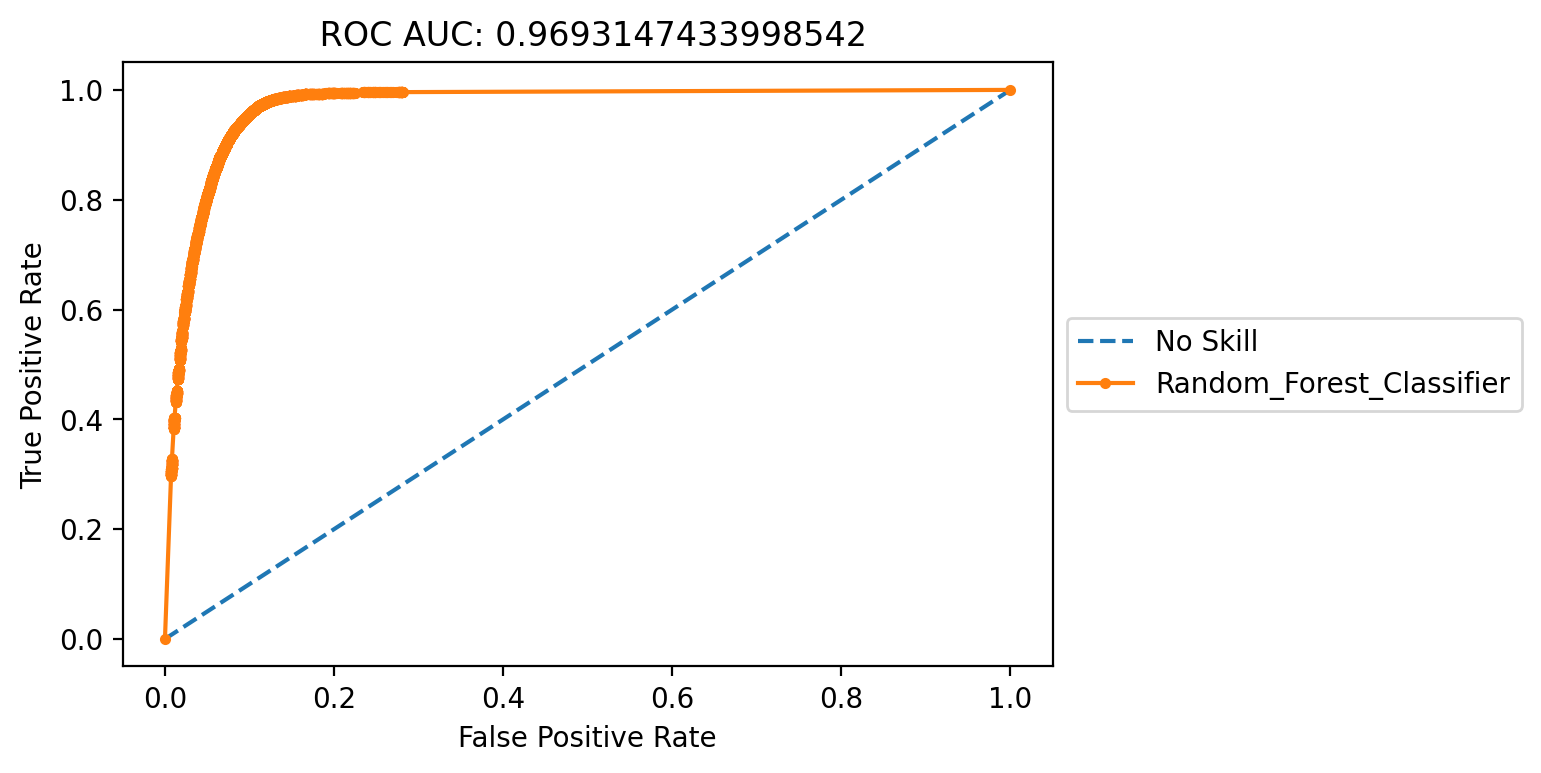 ROC AUC: 0.9693147433998542
True Positive Rate
1.0
0.8
0.6
0.4
0.2
0.0
0.0 0.2 0.4 0.6 0.8 1.0
False Positive Rate
No Skill
Random_Forest_Classifier